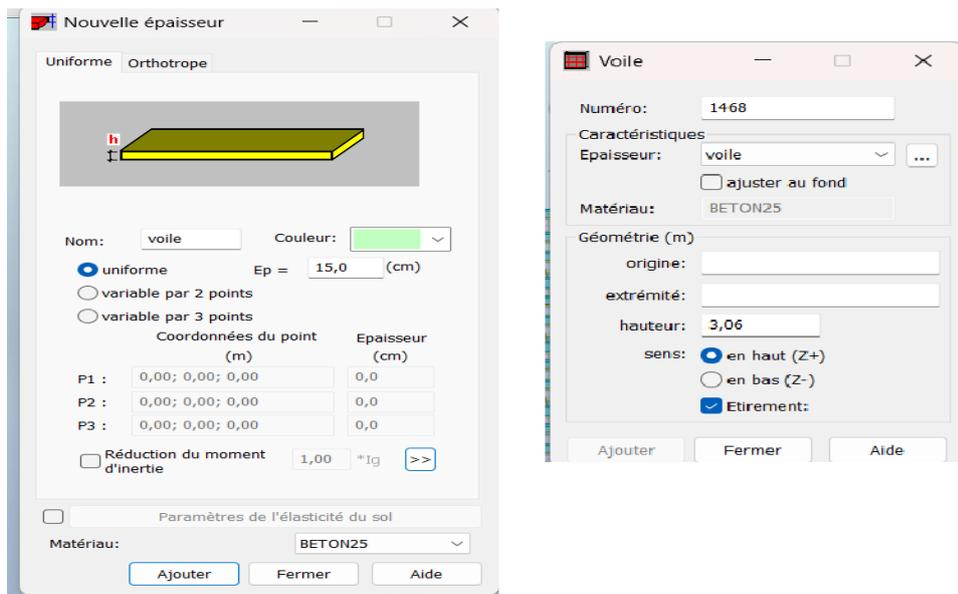 Nouvelle épaisseur
Uniforme Orthotrope
h
Nom: voile Couleur:
uniforme Ep = 15,0 (cm)
variable par 2 points
variable par 3 points
Coordonnées du point Epaisseur
(m) (cm)
P1 : 0,00; 0,00; 0,00 0,0
P2 : 0,00; 0,00; 0,00 0,0
P3 : 0,00; 0,00; 0,00 0,0
Réduction du moment
d'inertie 1,00 *Ig >>
Paramètres de l'élasticité du sol
Matériau: BETON25
Ajouter Fermer Aide
Voile
Numéro: 1468
Caractéristiques
Epaisseur: voile ...
ajuster au fond
Matériau: BETON25
Géométrie (m)
origine:
extrémité:
hauteur: 3,06
sens: en haut (Z+)
en bas (Z-)
Etirement:
Ajouter Fermer Aide